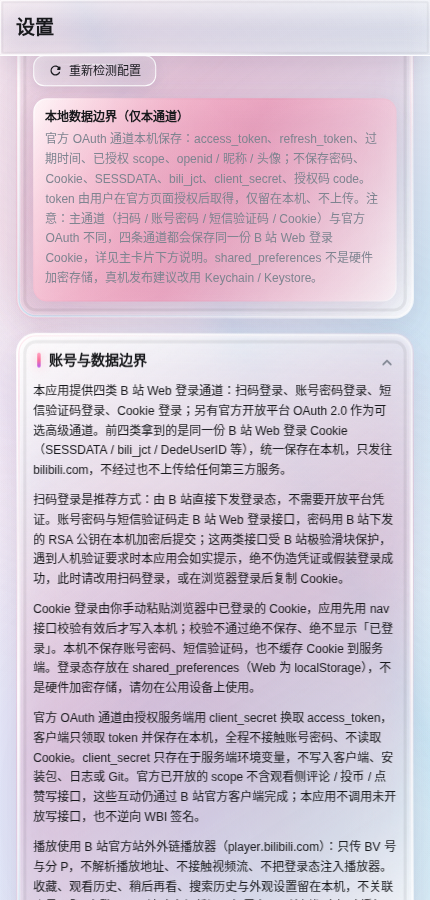 设置
重新检测配置
本地数据边界（仅本通道）
官方 OAuth 通道本机保存：access_token、refresh_token、过
期时间、已授权 scope、openid / 昵称 / 头像；不保存密码、
Cookie、SESSDATA、bili_jct、client_secret、授权码 code。
token 由用户在官方页面授权后取得，仅留在本机、不上传。注
意：主通道（扫码 / 账号密码 / 短信验证码 / Cookie）与官方
OAuth 不同，四条通道都会保存同一份 B 站 Web 登录
Cookie，详见主卡片下方说明。shared_preferences 不是硬件
加密存储，真机发布建议改用 Keychain / Keystore。
账号与数据边界
本应用提供四类 B 站 Web 登录通道：扫码登录、账号密码登录、短
信验证码登录、Cookie 登录；另有官方开放平台 OAuth 2.0 作为可
选高级通道。前四类拿到的是同一份 B 站 Web 登录 Cookie
（SESSDATA / bili_jct / DedeUserID 等），统一保存在本机，只发往
bilibili.com，不经过也不上传给任何第三方服务。
扫码登录是推荐方式：由 B 站直接下发登录态，不需要开放平台凭
证。账号密码与短信验证码走 B 站 Web 登录接口，密码用 B 站下发
的 RSA 公钥在本机加密后提交；这两类接口受 B 站极验滑块保护，
遇到人机验证要求时本应用会如实提示，绝不伪造凭证或假装登录成
功，此时请改用扫码登录，或在浏览器登录后复制 Cookie。
Cookie 登录由你手动粘贴浏览器中已登录的 Cookie，应用先用 nav
接口校验有效后才写入本机；校验不通过绝不保存、绝不显示「已登
录」。本机不保存账号密码、短信验证码，也不缓存 Cookie 到服务
端。登录态存放在 shared_preferences（Web 为 localStorage），不
是硬件加密存储，请勿在公用设备上使用。
官方 OAuth 通道由授权服务端用 client_secret 换取 access_token，
客户端只领取 token 并保存在本机，全程不接触账号密码、不读取
Cookie。client_secret 只存在于服务端环境变量，不写入客户端、安
装包、日志或 Git。官方已开放的 scope 不含观看侧评论 / 投币 / 点
赞写接口，这些互动仍通过 B 站官方客户端完成；本应用不调用未开
放写接口，也不逆向 WBI 签名。
播放使用 B 站官方站外外链播放器（player.bilibili.com）：只传 BV 号
与分 P，不解析播放地址、不接触视频流、不把登录态注入播放器。
收藏、观看历史、稍后再看、搜索历史与外观设置留在本机，不关联